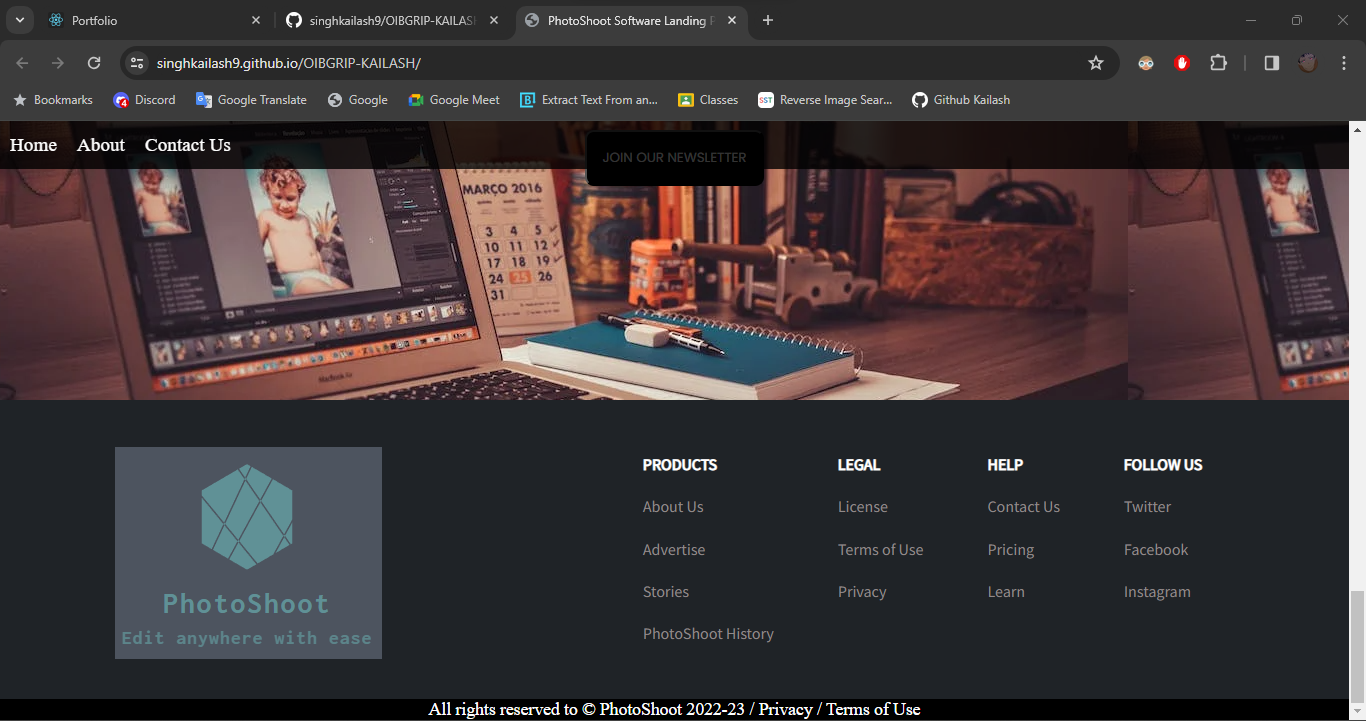 Portfolio
singhkailash9/OIBGRIP-KAILAS
PhotoShoot Software Landing P
singhkailash9.github.io/OIBGRIP-KAILASH/
Bookmarks
Discord
Google Translate
Google
Google Meet
Extract Text From an...
Classes
SST
Reverse Image Sear...
Github Kailash
Home
About
Contact Us
JOIN OUR NEWSLETTER
MARÇO 2016
3 4 5
10 11 12
17 18 19
24 25 26
31
MacBook Air
PRODUCTS
About Us
Advertise
Stories
PhotoShoot History
LEGAL
License
Terms of Use
Privacy
HELP
Contact Us
Pricing
Learn
FOLLOW US
Twitter
Facebook
Instagram
PhotoShoot
Edit anywhere with ease
All rights reserved to © PhotoShoot 2022-23 / Privacy / Terms of Use